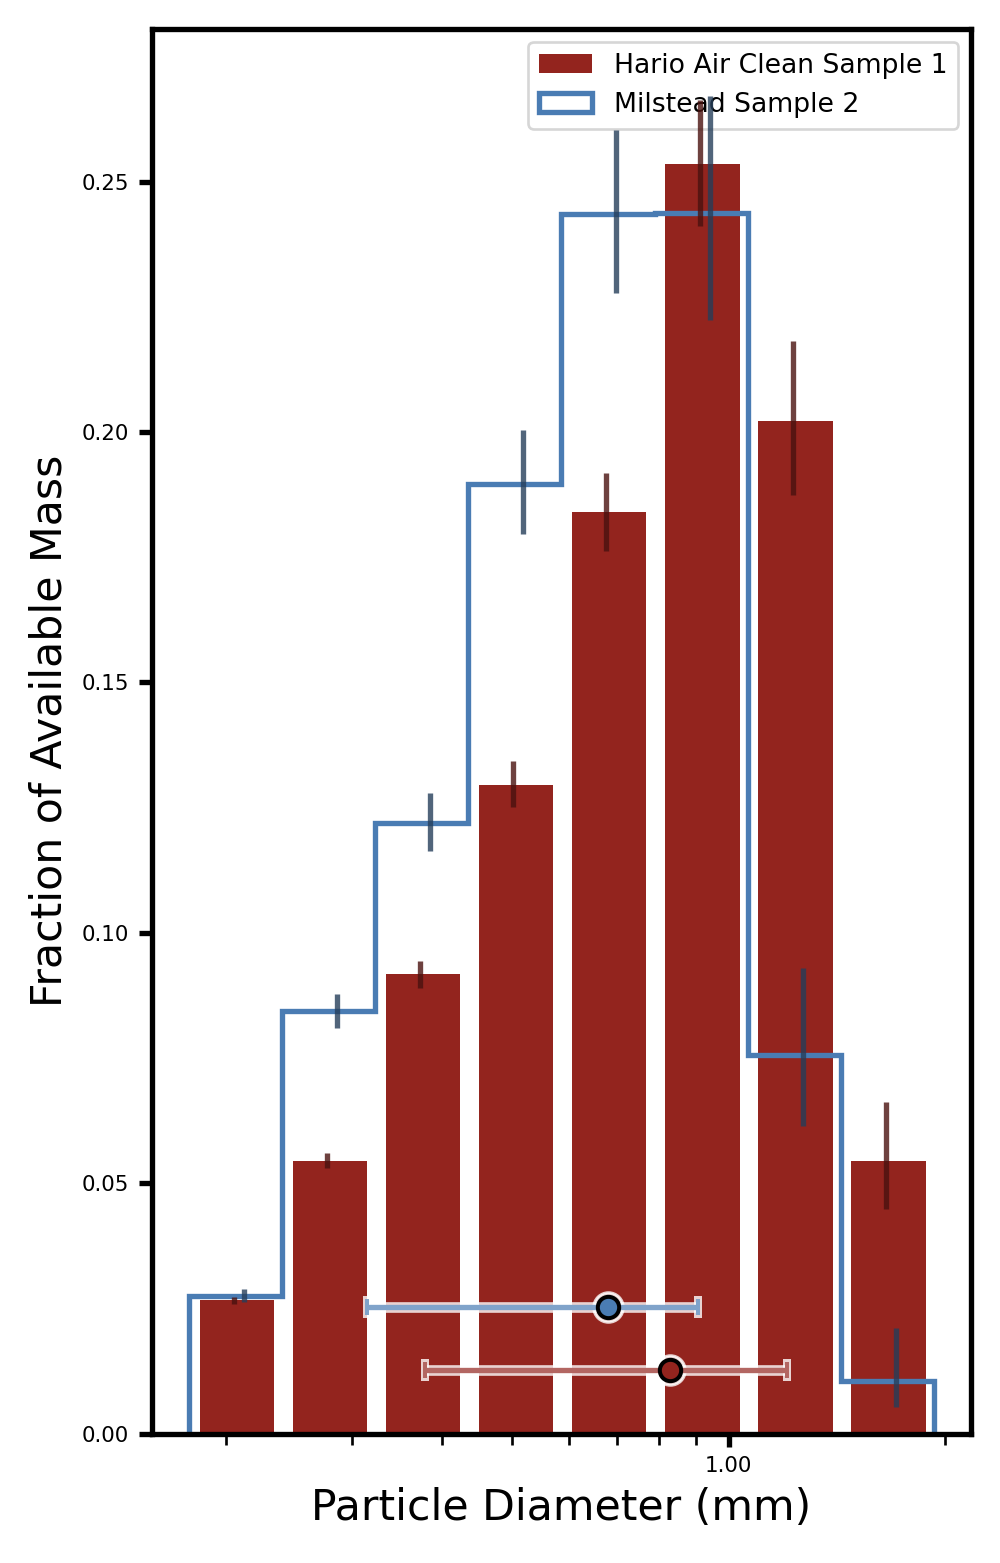 Hario Air Clean Sample 1
Milstead Sample 2
Fraction of Available Mass
0.25
0.20
0.15
0.10
0.05
0.00
1.00
Particle Diameter (mm)